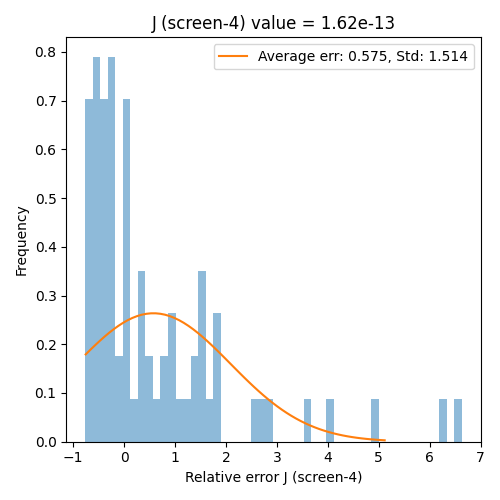 J (screen-4) value = 1.62e-13
Average err: 0.575, Std: 1.514
0.8
0.7
0.6
0.5
0.4
0.3
0.2
0.1
0.0
Frequency
−1 0 1 2 3 4 5 6 7
Relative error J (screen-4)